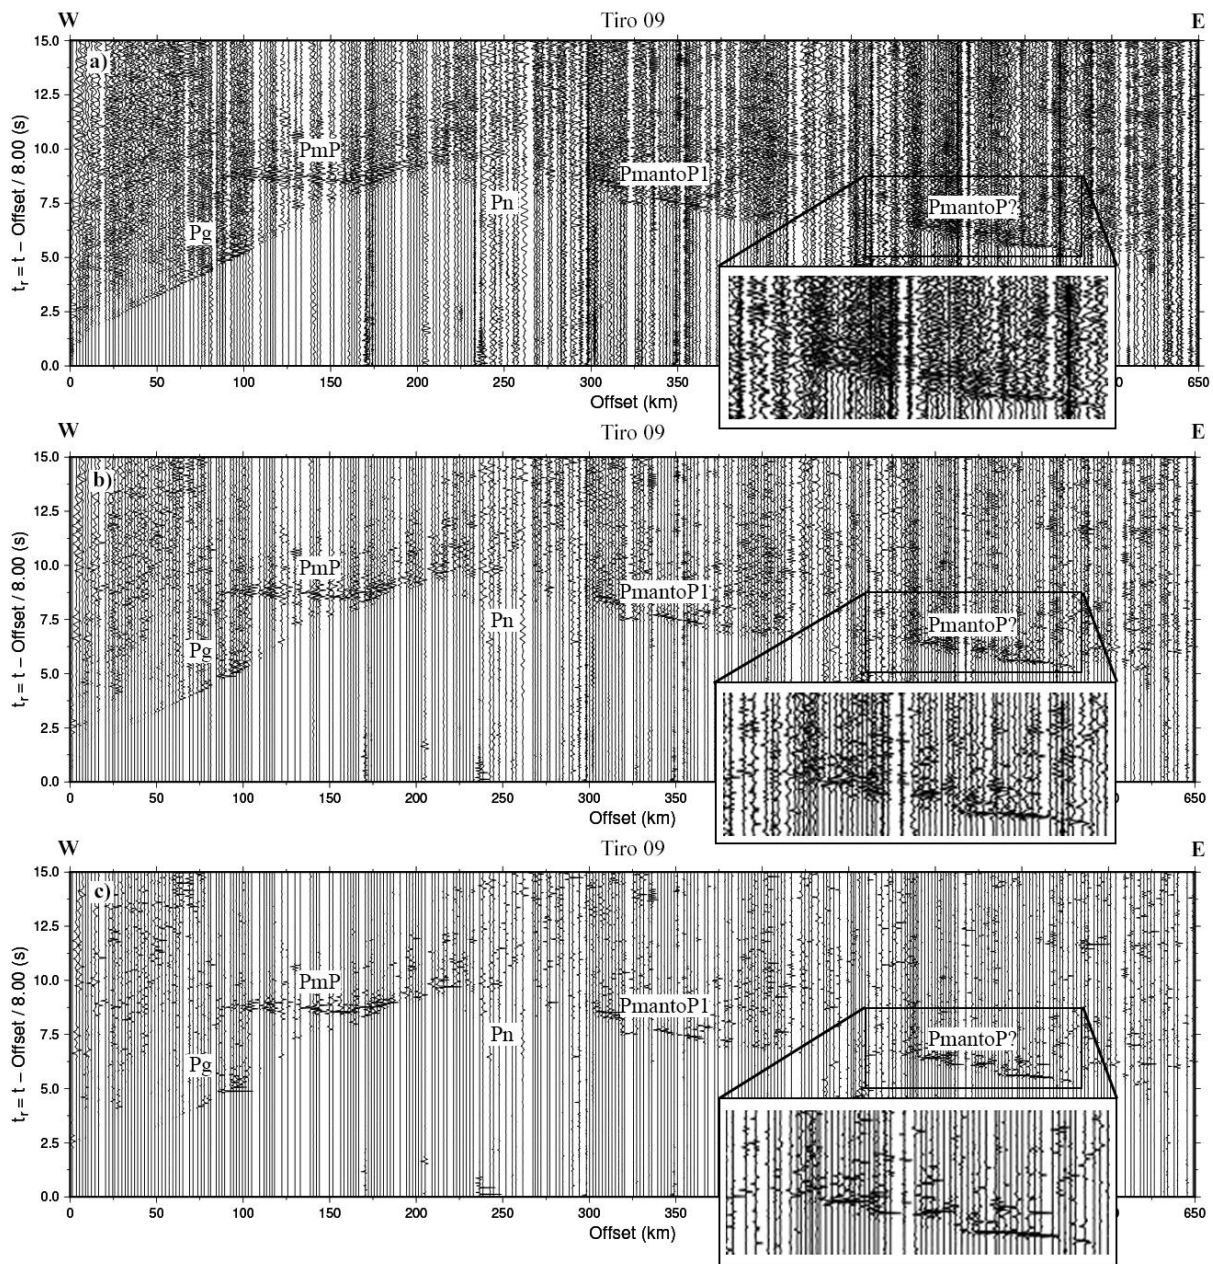 W Tiro 09 E
15.0
a)
12.5
10.0
PmP
PmantoP1
7.5
Pn
PmantoP?
Pg
5.0
2.5
0.0
0 50 100 150 200 250 300 350 650
tr = t – Offset / 8.00 (s)
Offset (km)
W Tiro 09 E
15.0
b)
12.5
10.0
PmP
PmantoP1
7.5
Pn
PmantoP?
Pg
5.0
2.5
0.0
0 50 100 150 200 250 300 350 650
tr = t – Offset / 8.00 (s)
Offset (km)
W Tiro 09 E
15.0
c)
12.5
10.0
PmP
PmantoP1
7.5
Pn
PmantoP?
Pg
5.0
2.5
0.0
0 50 100 150 200 250 300 350 650
tr = t – Offset / 8.00 (s)
Offset (km)